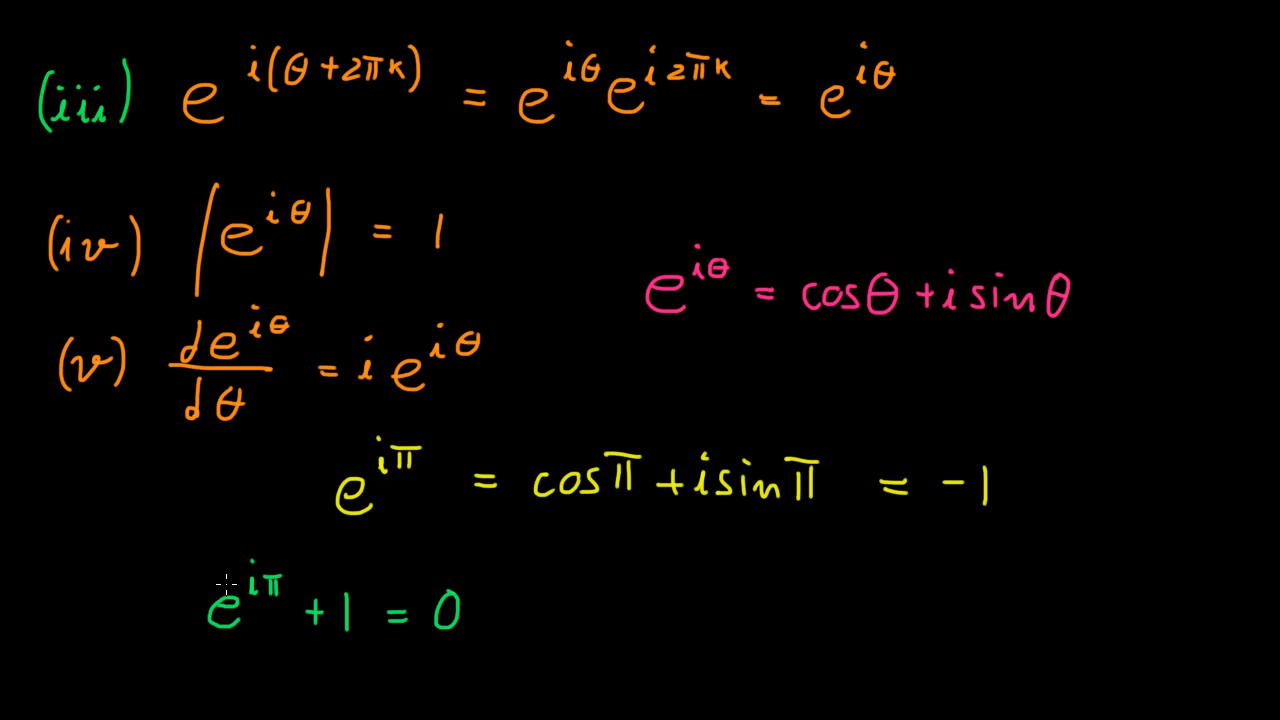 (iii) e^{i(θ+2πk)} = e^{iθ} e^{i2πk} = e^{iθ}
(iv) |e^{iθ}| = 1
e^{iθ} = cosθ + i sinθ
(v) de^{iθ}/dθ = i e^{iθ}
e^{iπ} = cosπ + i sinπ = -1
e^{iπ} + 1 = 0